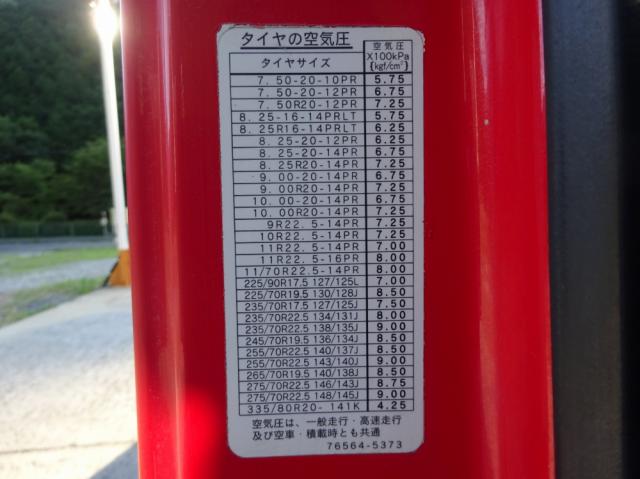 タイヤの空気圧
タイヤサイズ 空気圧 X100kPa {kgf/cm²}
7.50-20-10PR 5.75
7.50-20-12PR 6.75
7.50R20-12PR 7.25
8.25-16-14PRLT 5.75
8.25R16-14PRLT 6.25
8.25-20-12PR 6.25
8.25-20-14PR 6.75
8.25R20-14PR 7.25
9.00-20-14PR 6.75
9.00R20-14PR 7.25
10.00-20-14PR 6.75
10.00R20-14PR 7.25
9R22.5-14PR 7.25
10R22.5-14PR 7.25
11R22.5-14PR 7.00
11R22.5-16PR 8.00
11/70R22.5-14PR 8.00
225/90R17.5 127/125L 7.00
225/70R19.5 130/128J 8.50
235/70R17.5 127/125J 7.50
235/70R22.5 134/131J 8.00
235/70R22.5 138/135J 9.00
245/70R19.5 136/134J 8.50
255/70R22.5 140/137J 8.50
255/70R22.5 143/140J 9.00
265/70R19.5 140/138J 8.50
275/70R22.5 146/143J 8.75
275/70R22.5 148/145J 9.00
335/80R20- 141K 4.25
空気圧は、一般走行・高速走行
及び空車・積載時とも共通
76564-5373